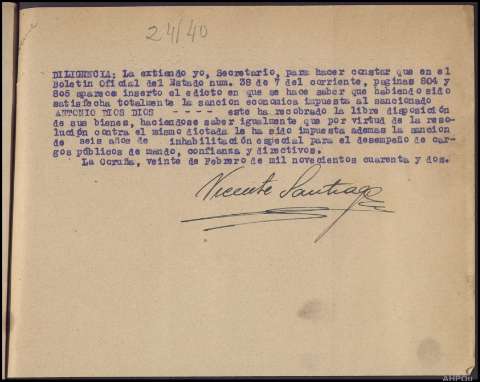 24/40
DILIGENCIA: La extiendo yo, Secretario, para hacer constar que en el
Boletin Oficial del Estado num. 38 de 7 del corriente, paginas 804 y
805 aparece inserto el edicto en que se hace saber que habiendo sido
satisfecha totalmente la sancion economica impuesta al sancionado
ANTONIO DIOS DIOS - - - - este ha recobrado la libre disposición
de sus bienes, haciendose saber igualmente que por virtud de la reso-
lución contra el mismo dictada le ha sido impuesta ademas la sancion
de seis años de inhabilitación especial para el desempeño de car-
gos públicos de mando, confianza y directivos.
La Coruña, veinte de Febrero de mil novecientos cuarenta y dos.
Vicente Santiago
AHPOu